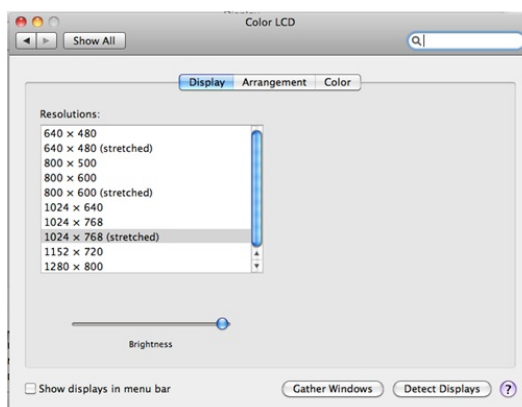 Color LCD
Show All
Display Arrangement Color
Resolutions:
640 × 480
640 × 480 (stretched)
800 × 500
800 × 600
800 × 600 (stretched)
1024 × 640
1024 × 768
1024 × 768 (stretched)
1152 × 720
1280 × 800
Brightness
Show displays in menu bar
Gather Windows Detect Displays ?